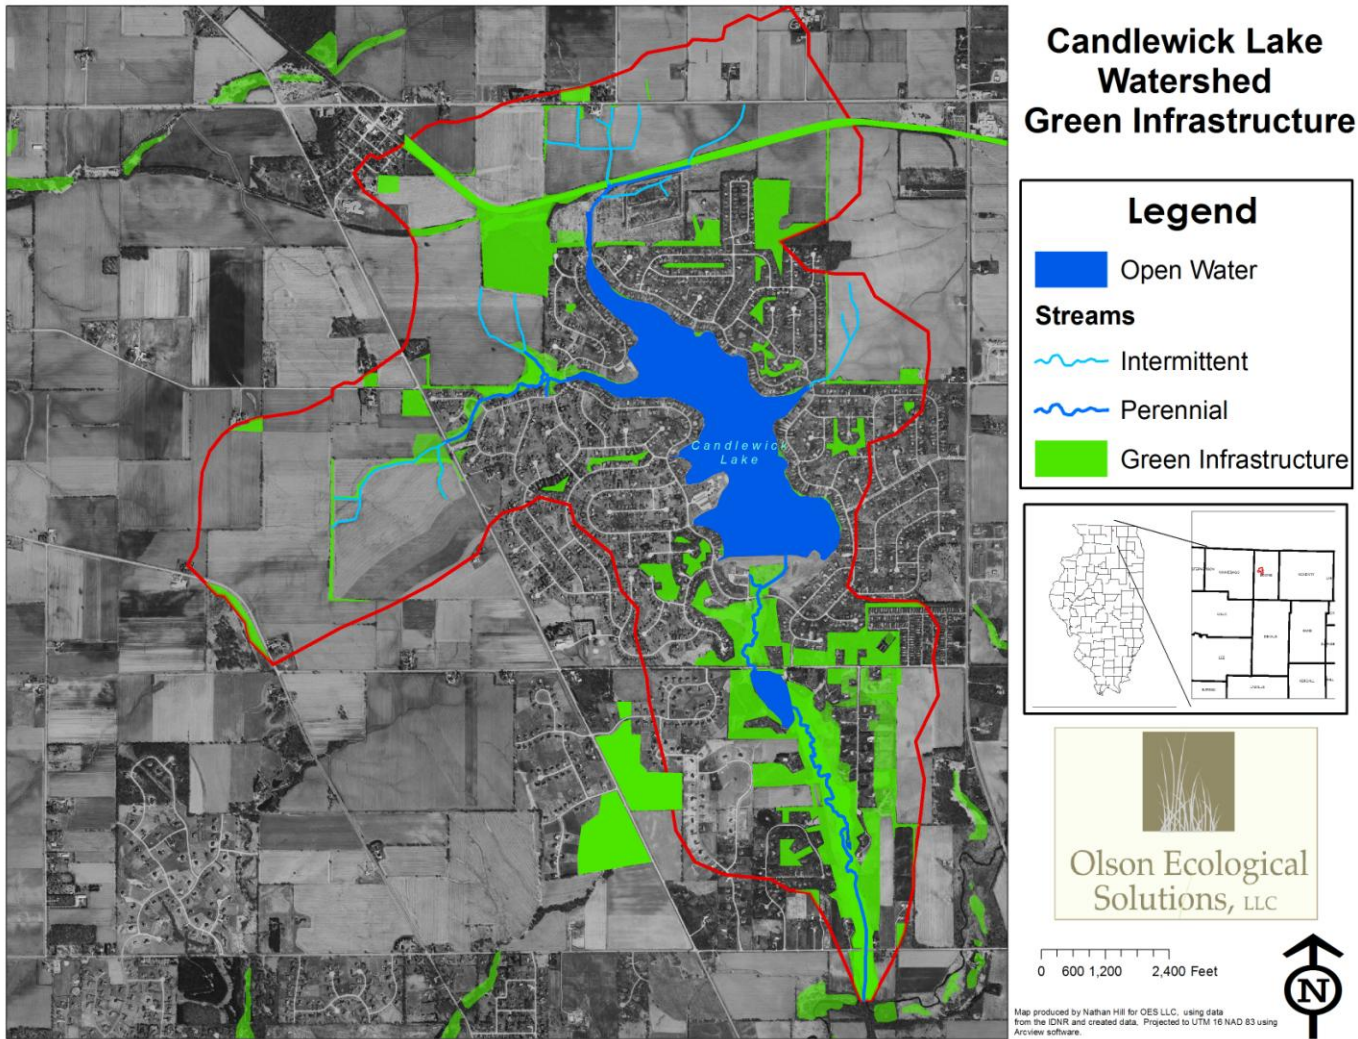 Candlewick Lake
Watershed
Green Infrastructure
Legend
Open Water
Streams
Intermittent
Perennial
Green Infrastructure
Candlewick
Lake
Olson Ecological
Solutions, LLC
0 600 1,200 2,400 Feet
N
Map produced by Nathan Hill for OES LLC, using data
from the IDNR and created data, Projected to UTM 16 NAD 83 using
Arcview software.